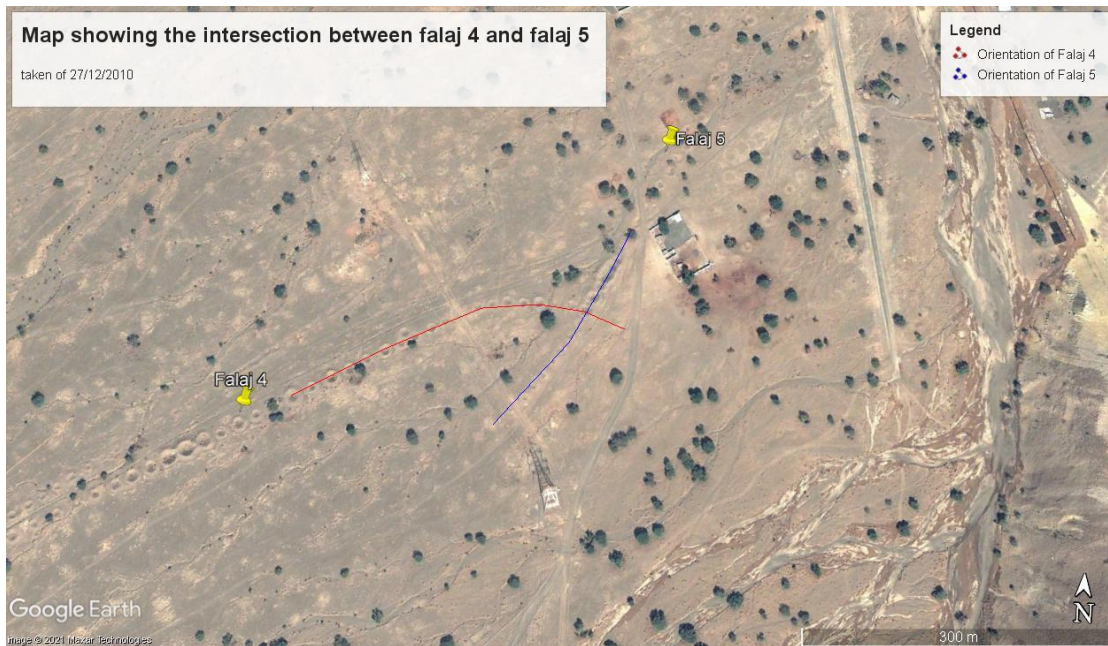 Map showing the intersection between falaj 4 and falaj 5
taken of 27/12/2010
Legend
Orientation of Falaj 4
Orientation of Falaj 5
Falaj 5
Falaj 4
Google Earth
Image © 2021 Maxar Technologies
N
300 m